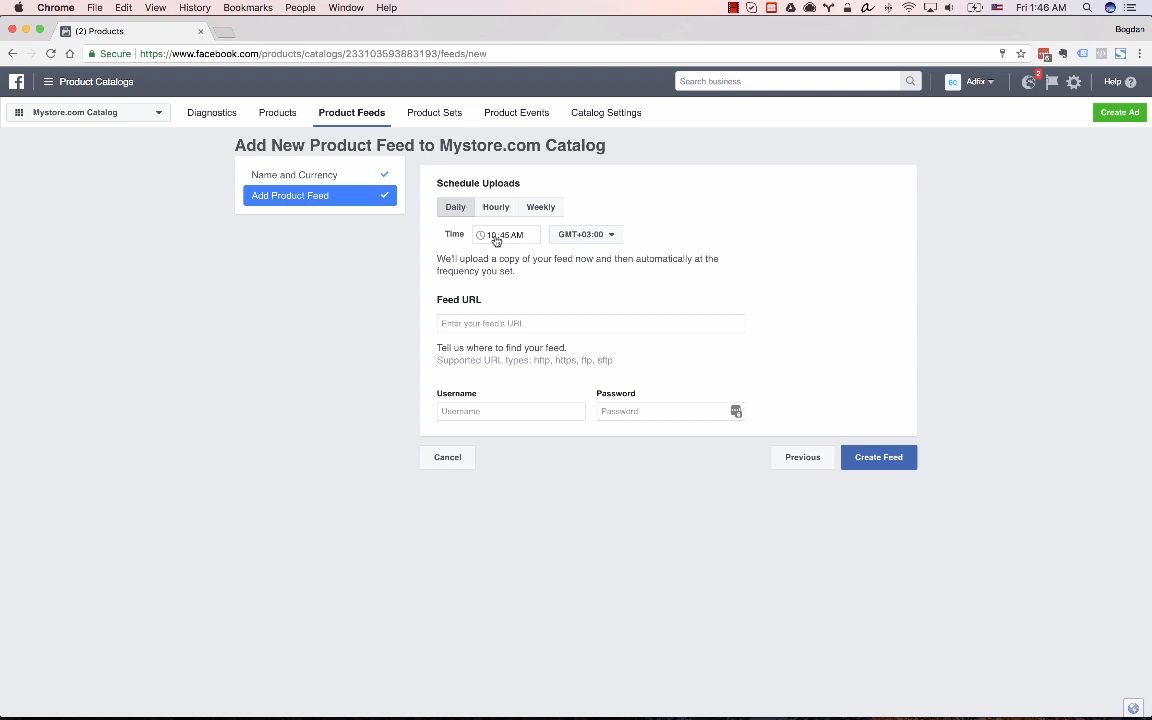 Chrome File Edit View History Bookmarks People Window Help Fri 1:46 AM
(2) Products Bogdan
Secure https://www.facebook.com/products/catalogs/233103593883193/feeds/new
Product Catalogs Search business EC Adfix 2 Help
Mystore.com Catalog Diagnostics Products Product Feeds Product Sets Product Events Catalog Settings Create Ad
Add New Product Feed to Mystore.com Catalog
Name and Currency
Add Product Feed
Schedule Uploads
Daily Hourly Weekly
Time 10:45 AM GMT+03:00
We'll upload a copy of your feed now and then automatically at the
frequency you set.
Feed URL
Enter your feed's URL
Tell us where to find your feed.
Supported URL types: http, https, ftp, sftp
Username Password
Username Password
Cancel Previous Create Feed